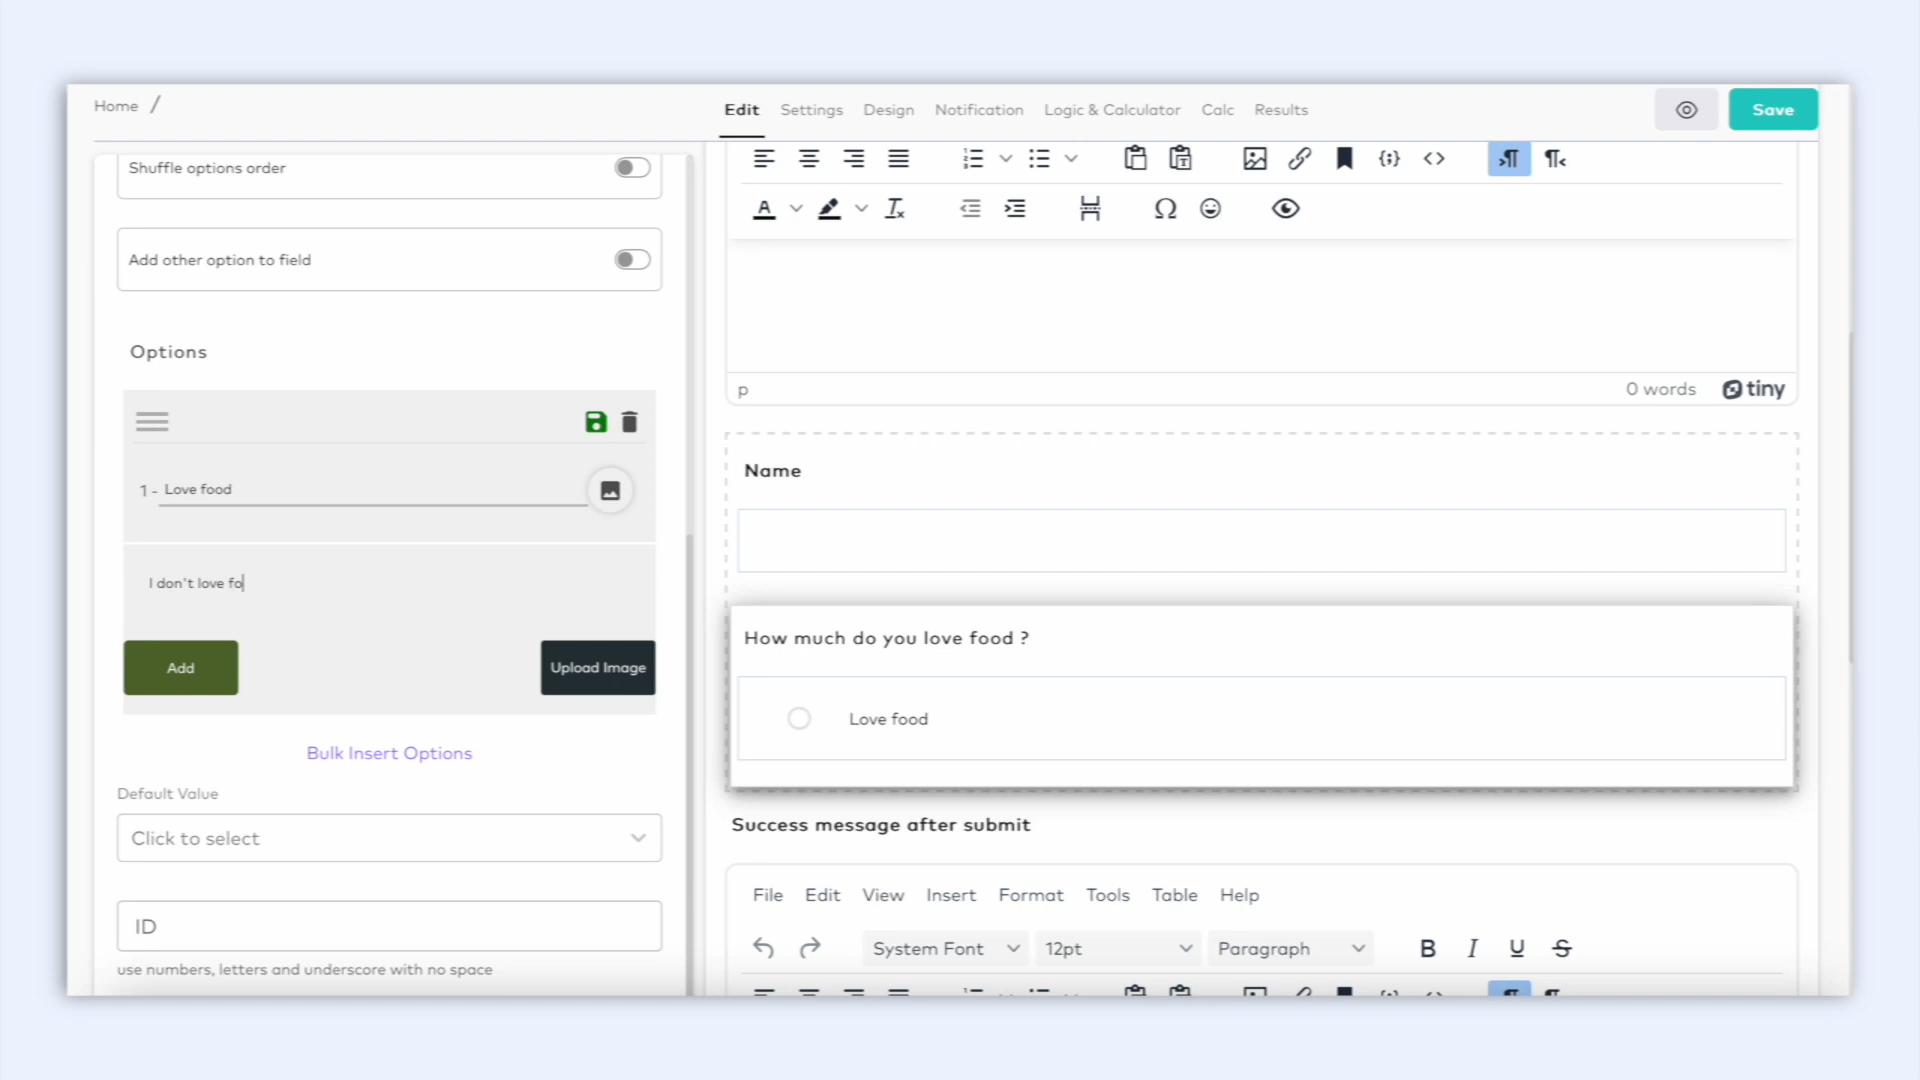 Home /
Edit Settings Design Notification Logic & Calculator Calc Results
Save
Shuffle options order
Add other option to field
Options
1 - Love food
I don't love fo
Add
Upload Image
Bulk Insert Options
Default Value
Click to select
ID
use numbers, letters and underscore with no space
p
0 words
tiny
Name
How much do you love food ?
Love food
Success message after submit
File Edit View Insert Format Tools Table Help
System Font 12pt Paragraph B I U S